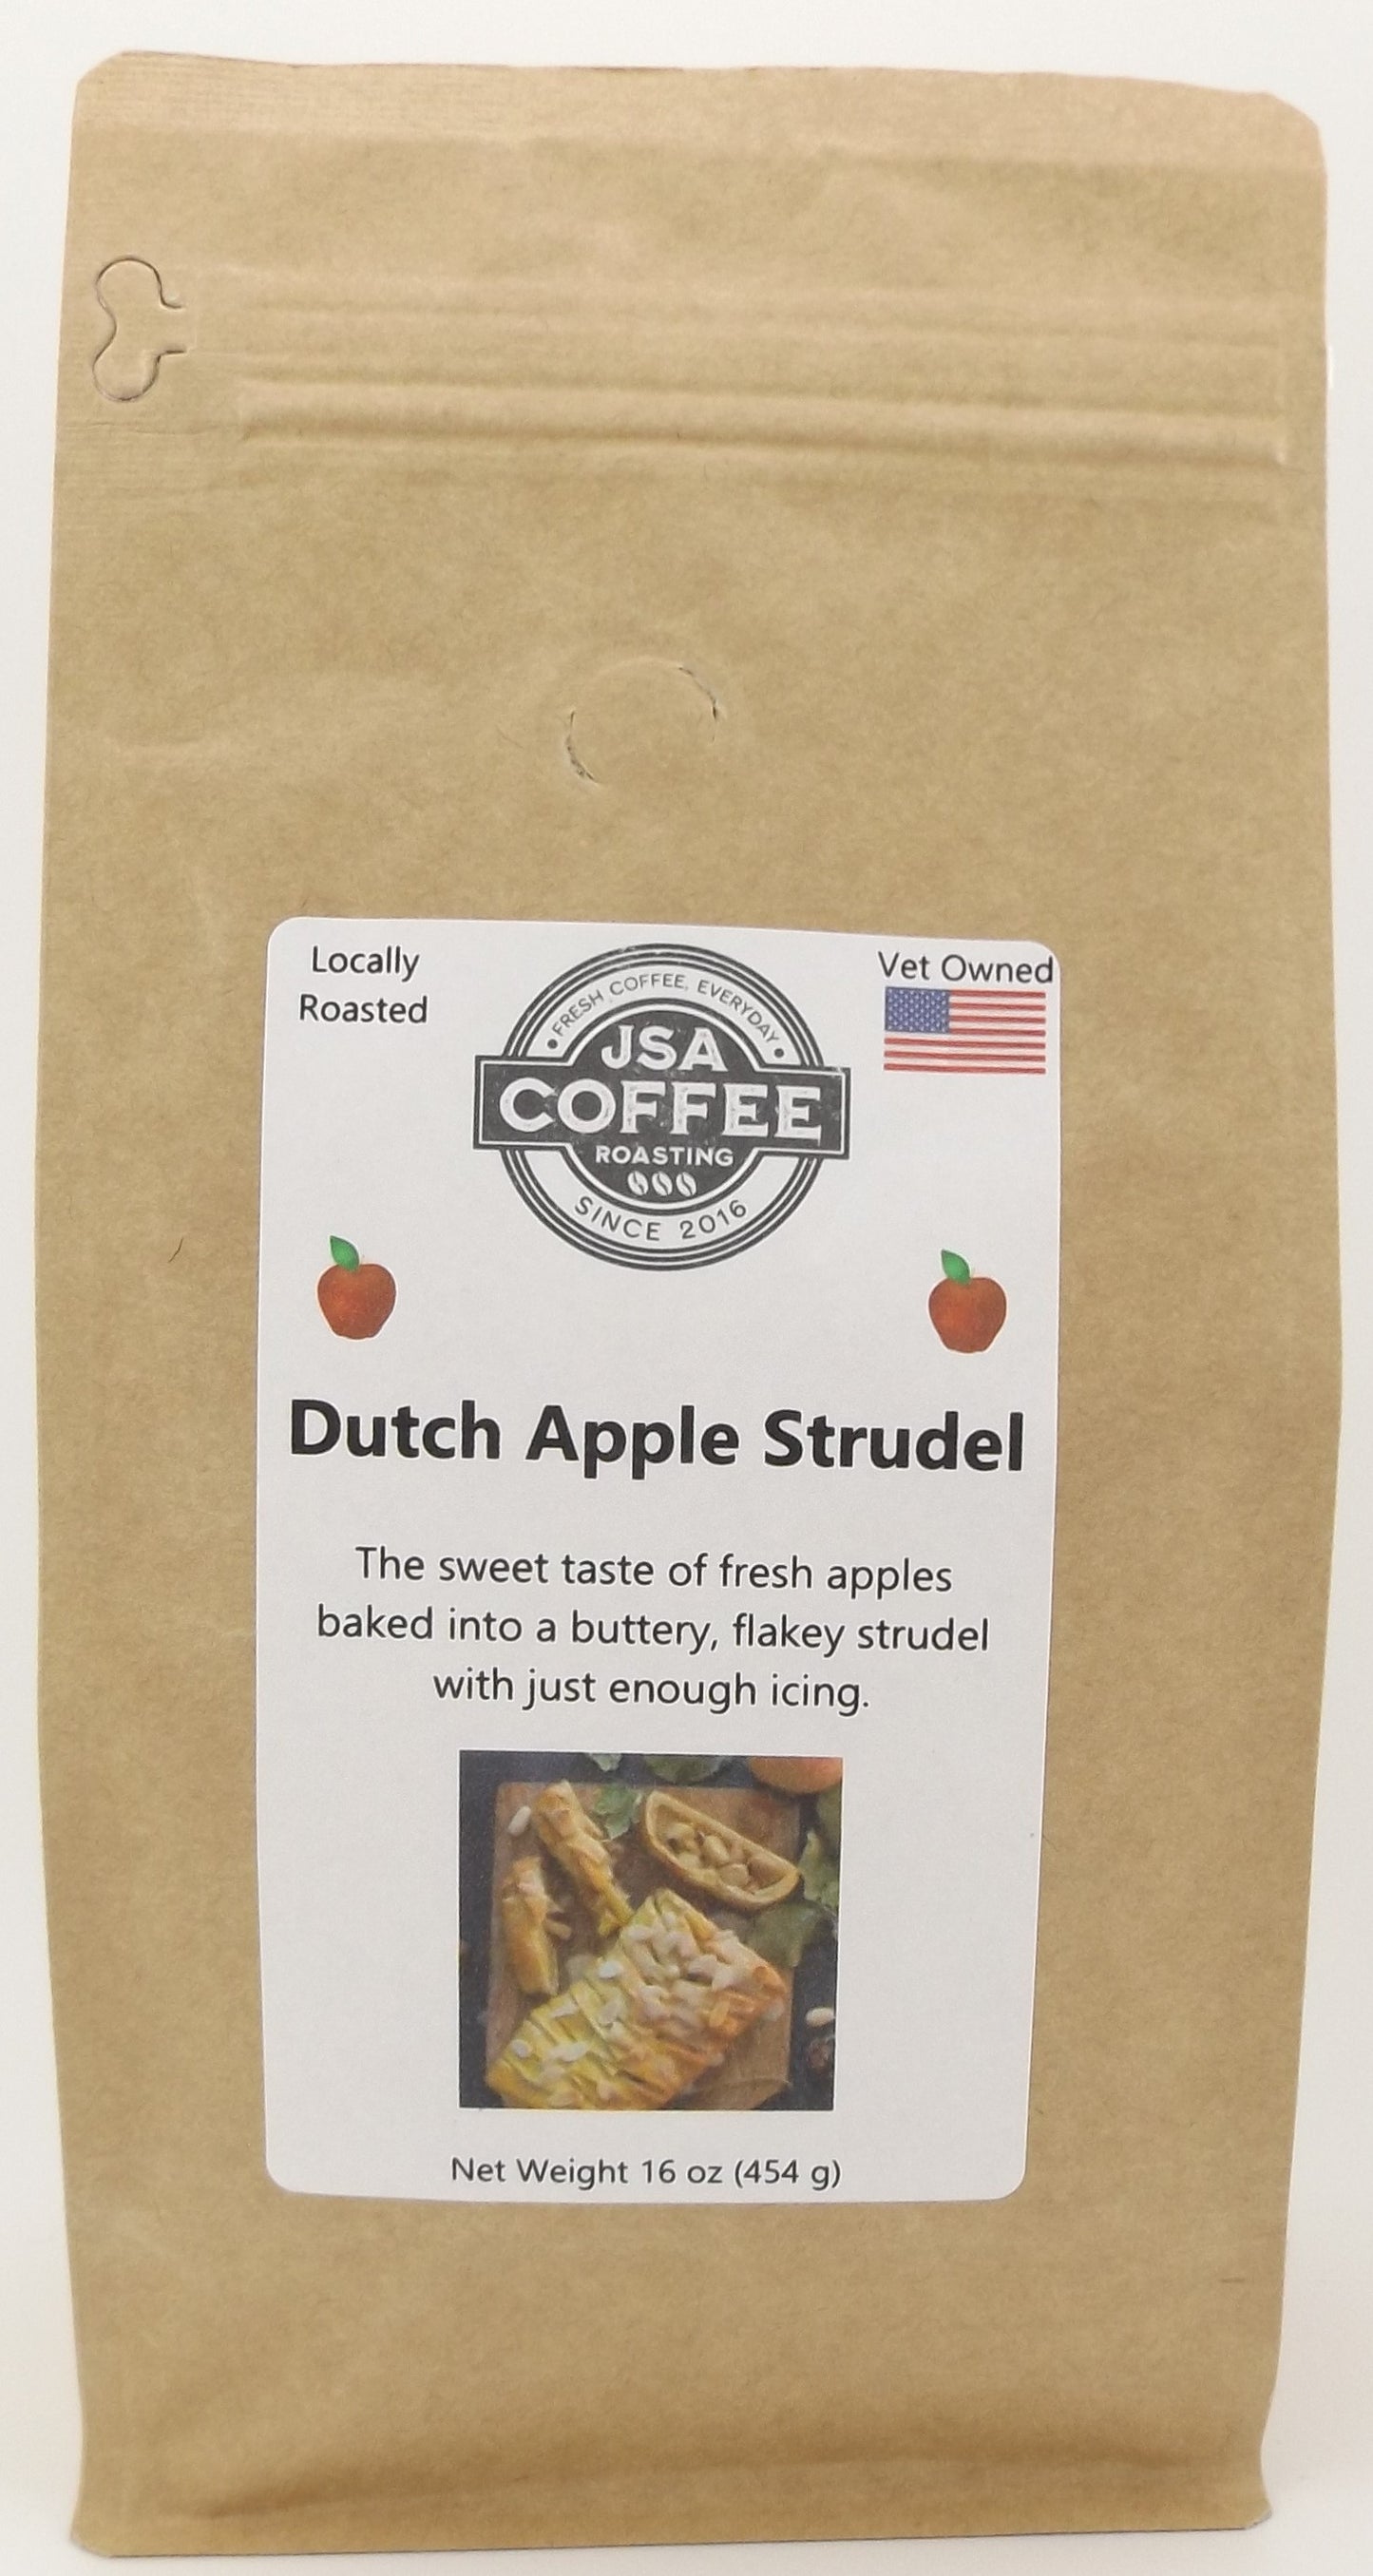 Locally
Roasted
Vet Owned
FRESH COFFEE, EVERYDAY
JSA
COFFEE
ROASTING
SINCE 2016
Dutch Apple Strudel
The sweet taste of fresh apples
baked into a buttery, flakey strudel
with just enough icing.
Net Weight 16 oz (454 g)